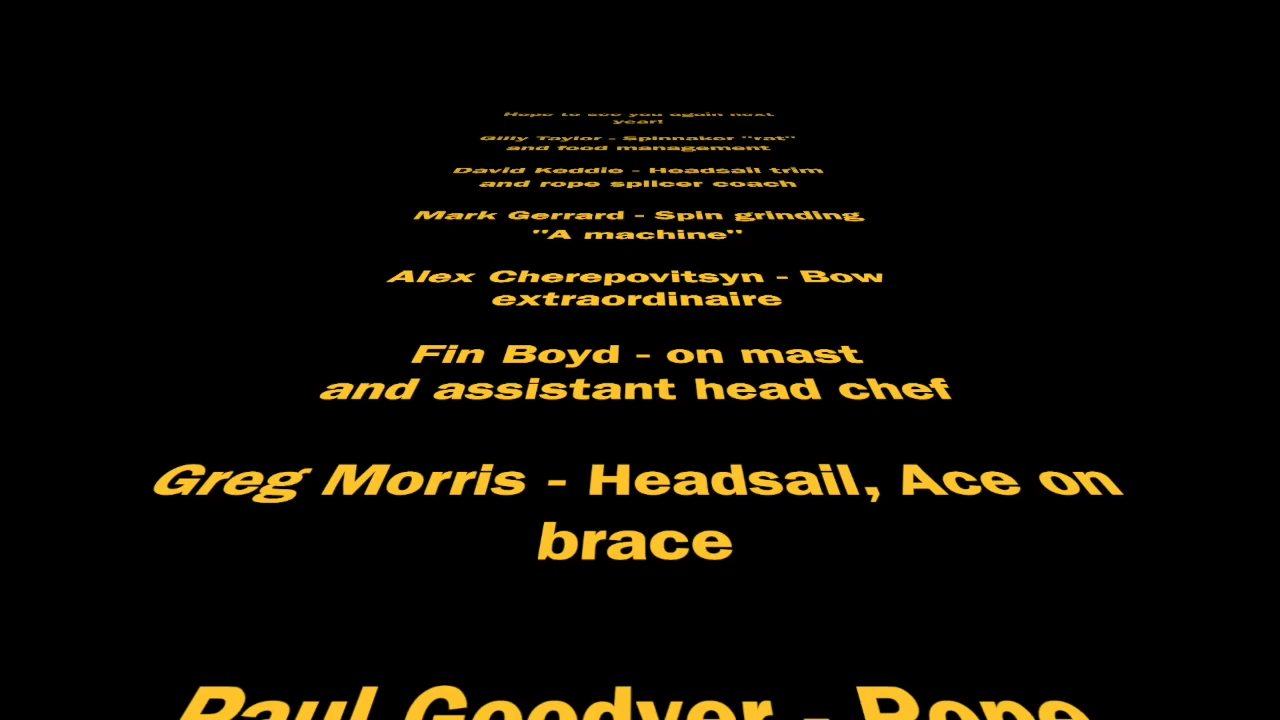 Hope to see you again next
year!
Gilly Taylor - Spinnaker "rat"
and food management
David Keddie - Headsail trim
and rope splicer coach
Mark Gerrard - Spin grinding
"A machine"
Alex Cherepovitsyn - Bow
extraordinaire
Fin Boyd - on mast
and assistant head chef
Greg Morris - Headsail, Ace on
brace
Paul Goodyer - Rope